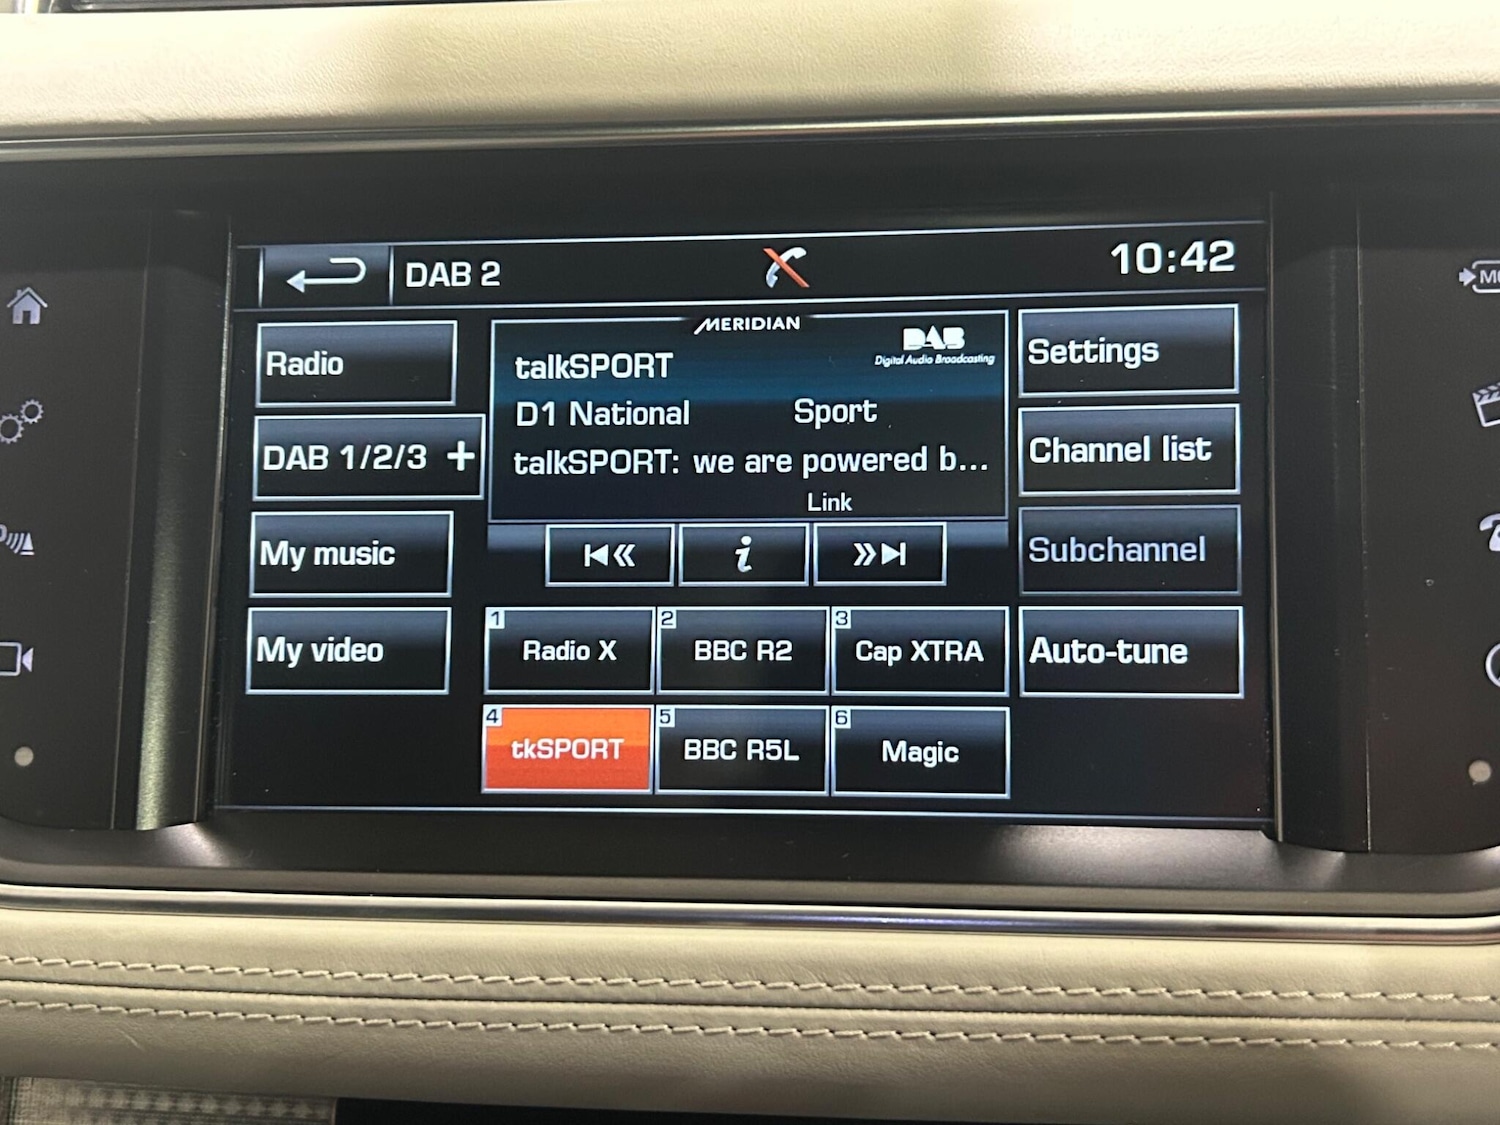 DAB 2
10:42
MERIDIAN
DAB
Digital Audio Broadcasting
Radio
talkSPORT
Settings
DAB 1/2/3 +
D1 National Sport
Channel list
talkSPORT: we are powered b...
Link
My music
i
Subchannel
My video
1 Radio X
2 BBC R2
3 Cap XTRA
Auto-tune
4 tkSPORT
5 BBC R5L
6 Magic